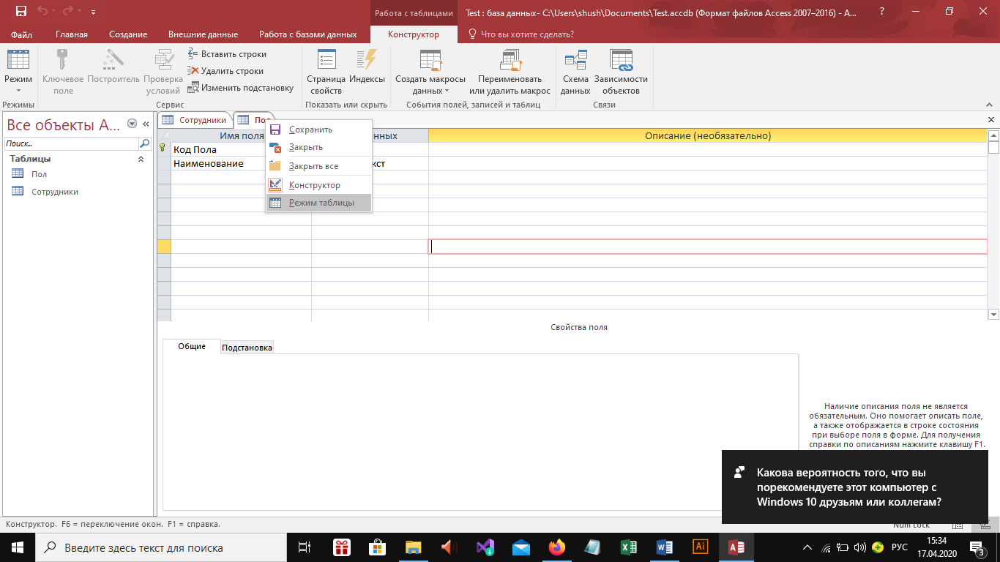 Работа с таблицами
Test : база данных- C:\Users\shush\Documents\Test.accdb (Формат файлов Access 2007–2016) - A...
?
Файл
Главная
Создание
Внешние данные
Работа с базами данных
Конструктор
Что вы хотите сделать?
Режим
Ключевое
поле
Построитель
Проверка
условий
Вставить строки
Удалить строки
Изменить подстановку
Страница
свойств
Индексы
Создать макросы
данных
Переименовать
или удалить макрос
Схема
данных
Зависимости
объектов
Режимы
Сервис
Показать или скрыть
События полей, записей и таблиц
Связи
Все объекты A...
Поиск...
Таблицы
Пол
Сотрудники
Сотрудники
Пол
Имя поля
нных
Описание (необязательно)
Код Пола
Наименование
кст
Сохранить
Закрыть
Закрыть все
Конструктор
Режим таблицы
Свойства поля
Общие
Подстановка
Наличие описания поля не является
обязательным. Оно помогает описать поле,
а также отображается в строке состояния
при выборе поля в форме. Для получения
справки по описаниям нажмите клавишу F1.
Какова вероятность того, что вы
порекомендуете этот компьютер с
Windows 10 друзьям или коллегам?
Конструктор. F6 = переключение окон. F1 = справка.
Num Lock
Введите здесь текст для поиска
Ai
РУС
15:34
17.04.2020
3